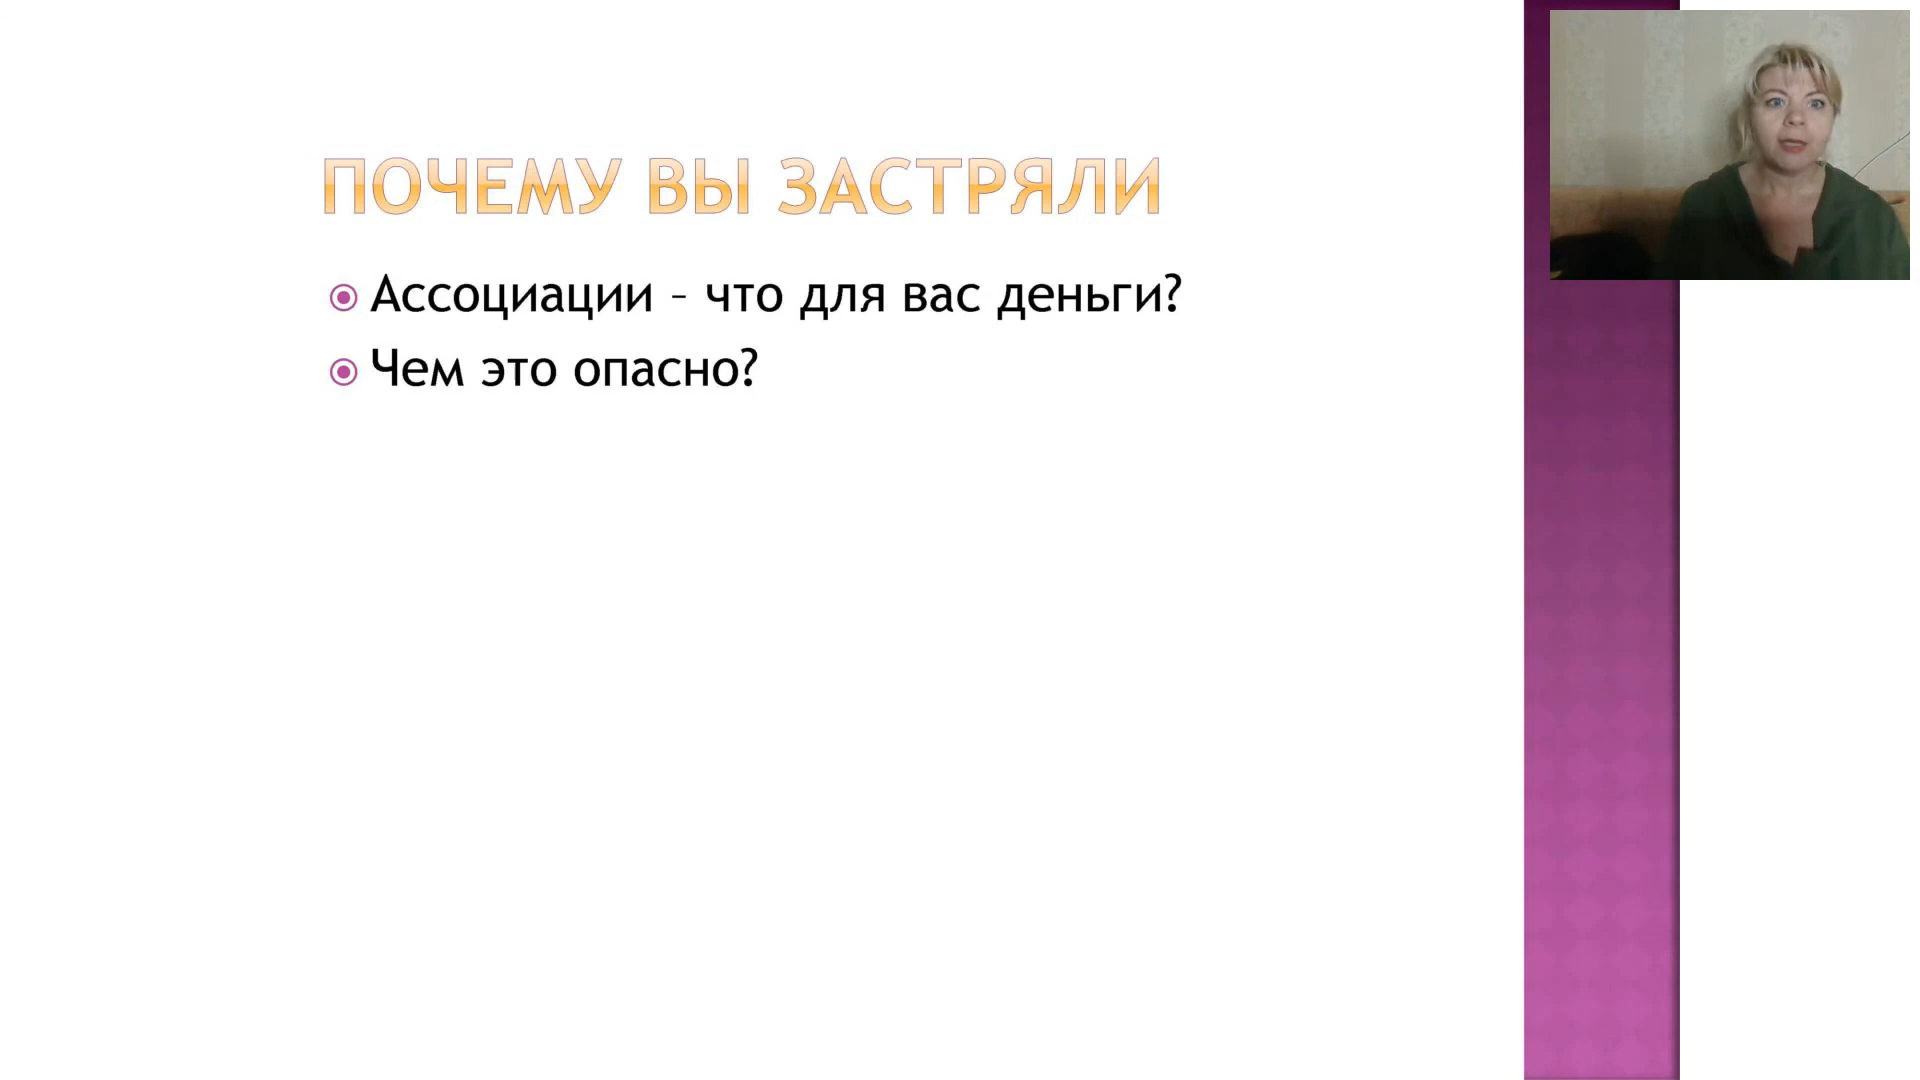 ПОЧЕМУ ВЫ ЗАСТРЯЛИ
Ассоциации – что для вас деньги?
Чем это опасно?